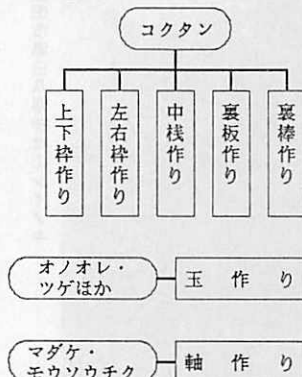 コクタン
上下枠作り
左右枠作り
中桟作り
裏板作り
裏棒作り
オノオレ・
ツゲほか
玉作り
マダケ・
モウソウチク
軸作り